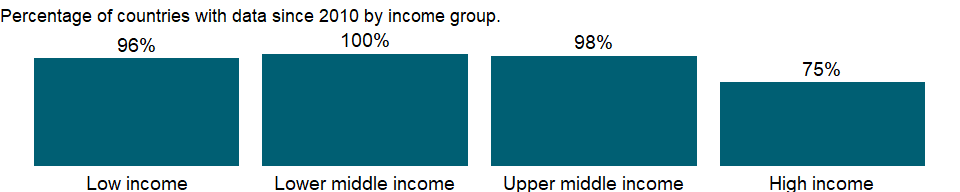 Percentage of countries with data since 2010 by income group.
96% 100% 98% 75%
Low income Lower middle income Upper middle income High income